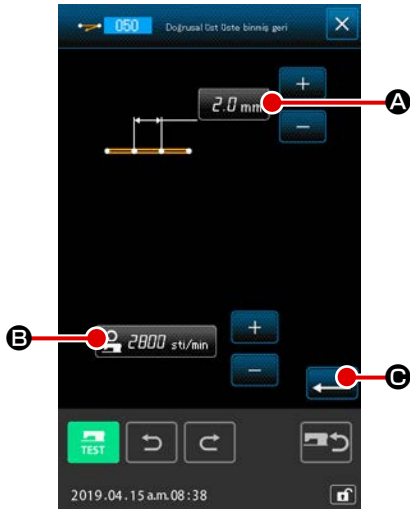 050 Doğrusal üst üste binmiş geri
2.0 mm
A
B
2800 sti/min
C
TEST
2019.04.15 a.m. 08:38